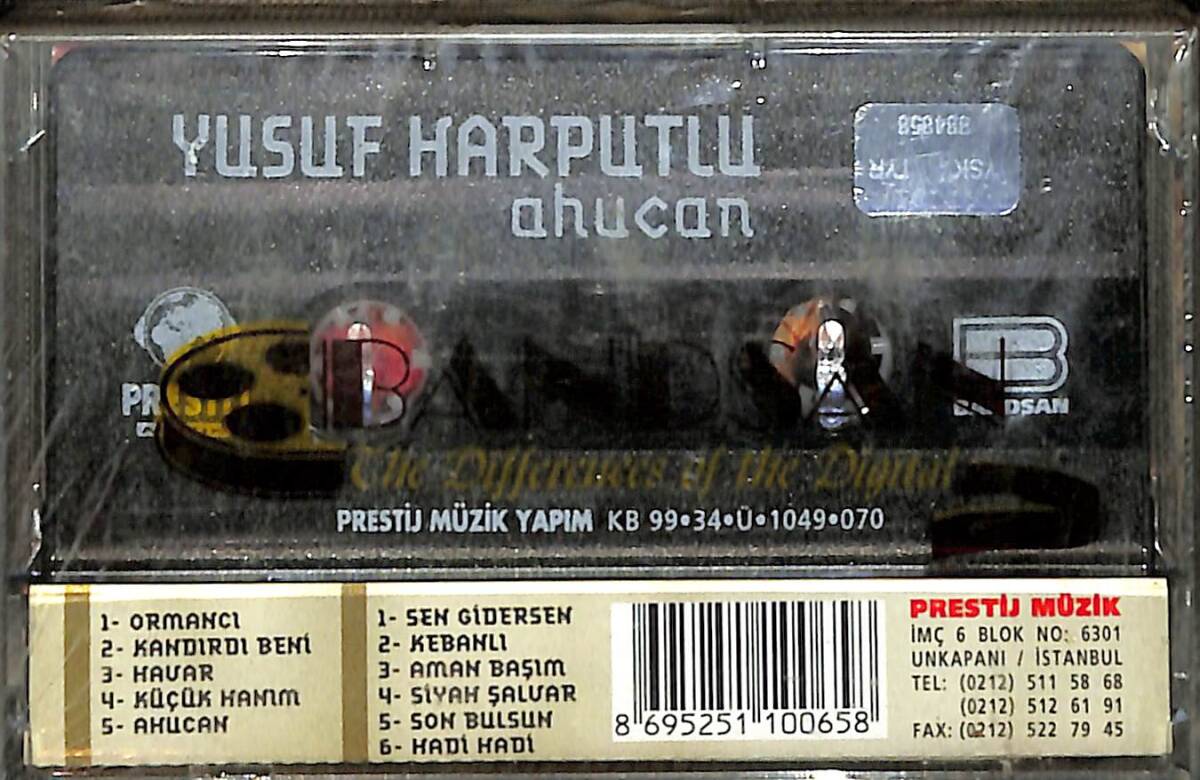 YUSUF HARPUTLU
ahucan
884858
BANDSAN
The Differences of the Digital
PRESTİJ MÜZİK YAPIM KB 99•34•Ü•1049•070
1- ORMANCI
2- KANDIRDI BENİ
3- HAVAR
4- KÜÇÜK HANIM
5- AHUCAN
1- SEN GİDERSEN
2- KEBANLI
3- AMAN BAŞIM
4- SİYAH ŞALVAR
5- SON BULSUN
6- HADİ HADİ
8 695251 100658
PRESTİJ MÜZİK
İMÇ 6 BLOK NO: 6301
UNKAPANI / İSTANBUL
TEL: (0212) 511 58 68
(0212) 512 61 91
FAX: (0212) 522 79 45